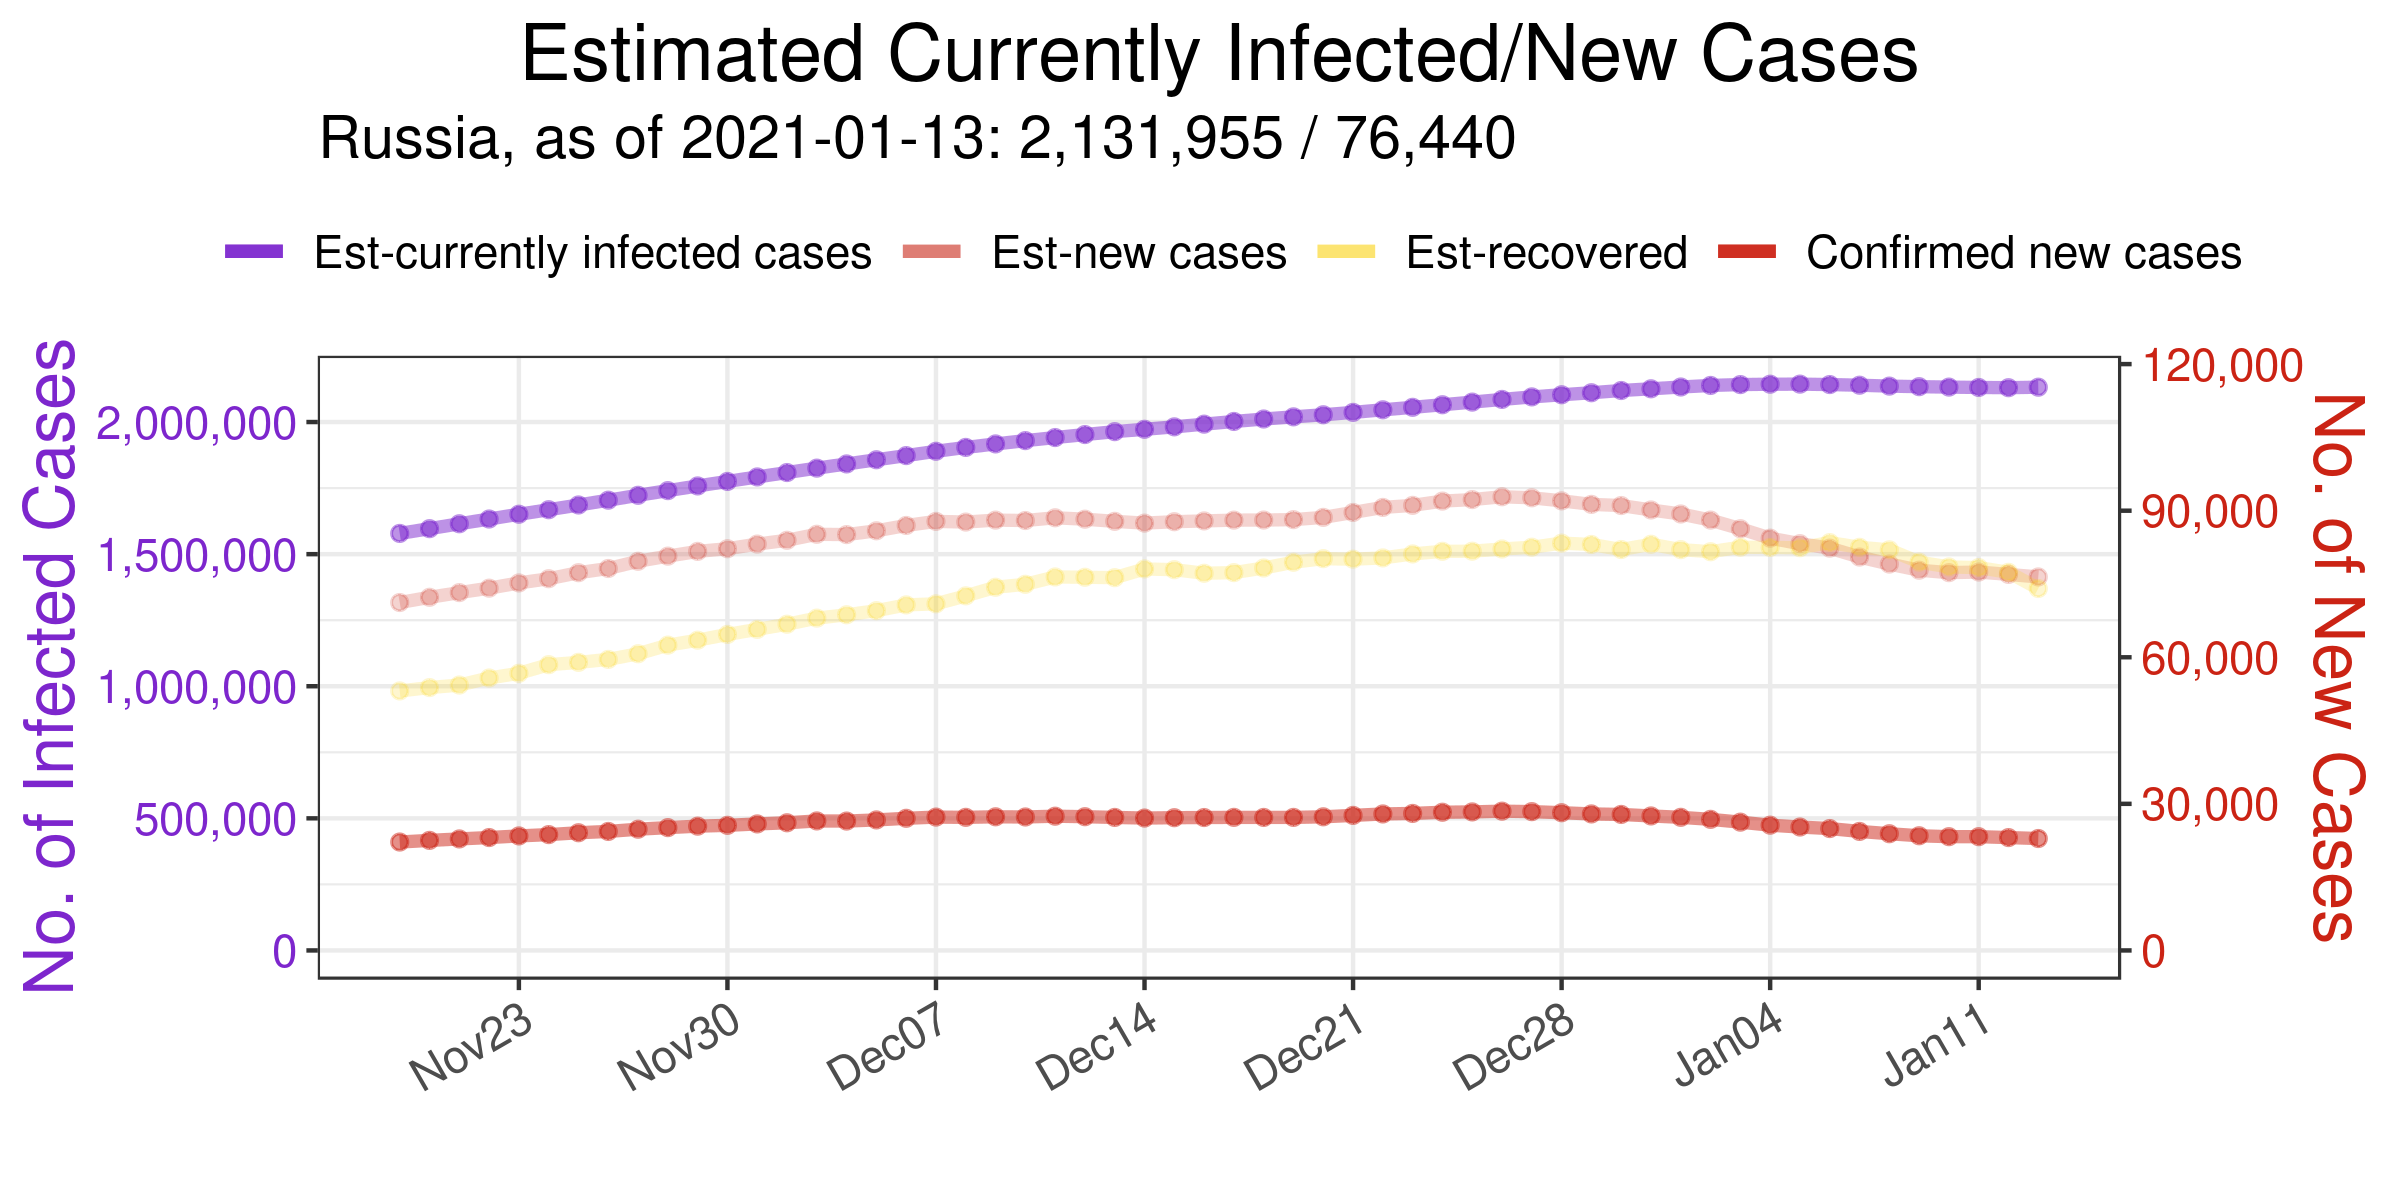 Estimated Currently Infected/New Cases
Russia, as of 2021-01-13: 2,131,955 / 76,440
Est-currently infected cases Est-new cases Est-recovered Confirmed new cases
No. of Infected Cases
2,000,000
1,500,000
1,000,000
500,000
0
120,000
90,000
60,000
30,000
0
No. of New Cases
Nov23 Nov30 Dec07 Dec14 Dec21 Dec28 Jan04 Jan11